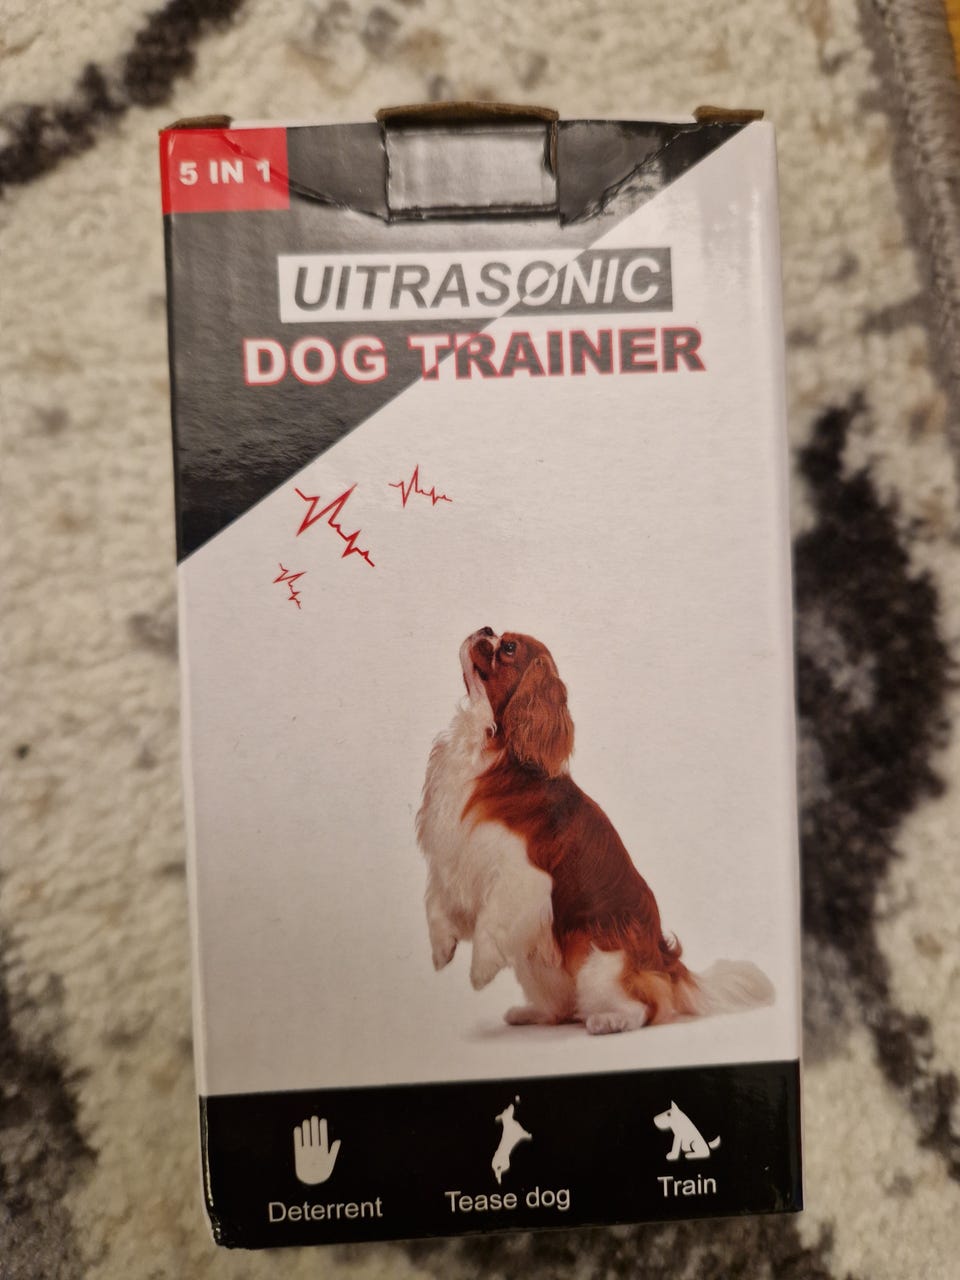 5 IN 1
UITRASONIC
DOG TRAINER
Deterrent
Tease dog
Train